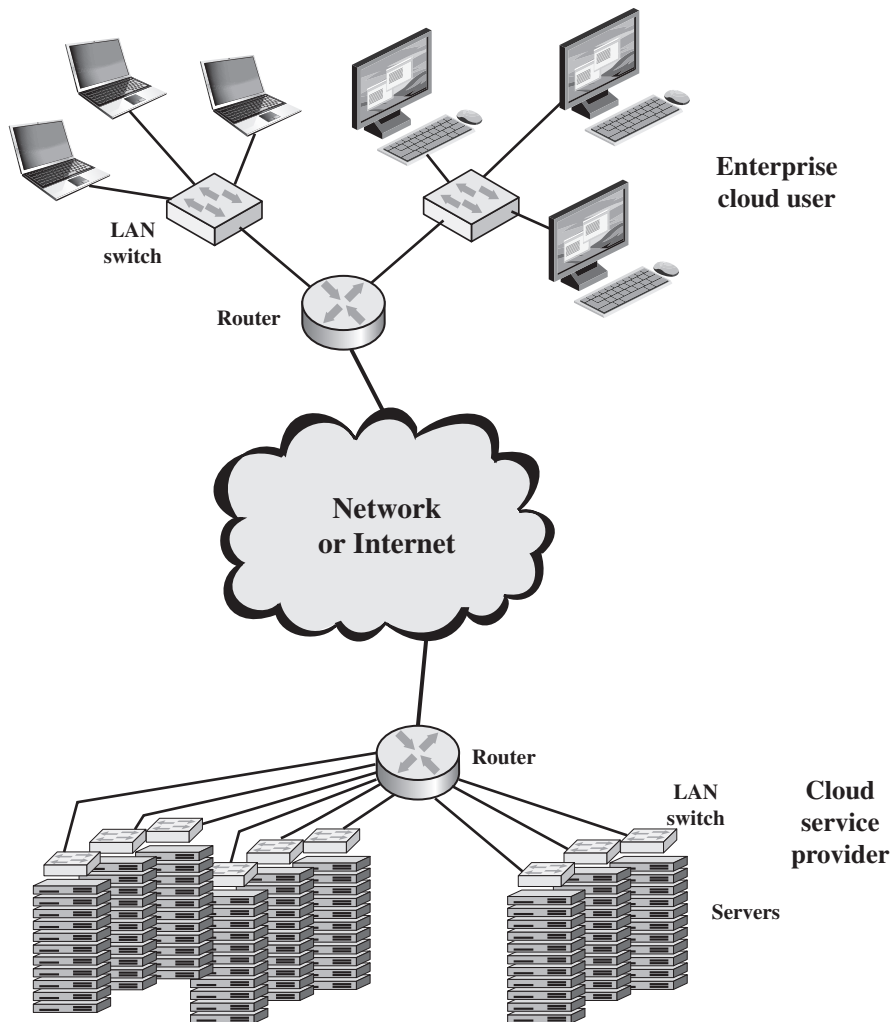 Enterprise
cloud user
LAN
switch
Router
Network
or Internet
Router
LAN
switch
Cloud
service
provider
Servers